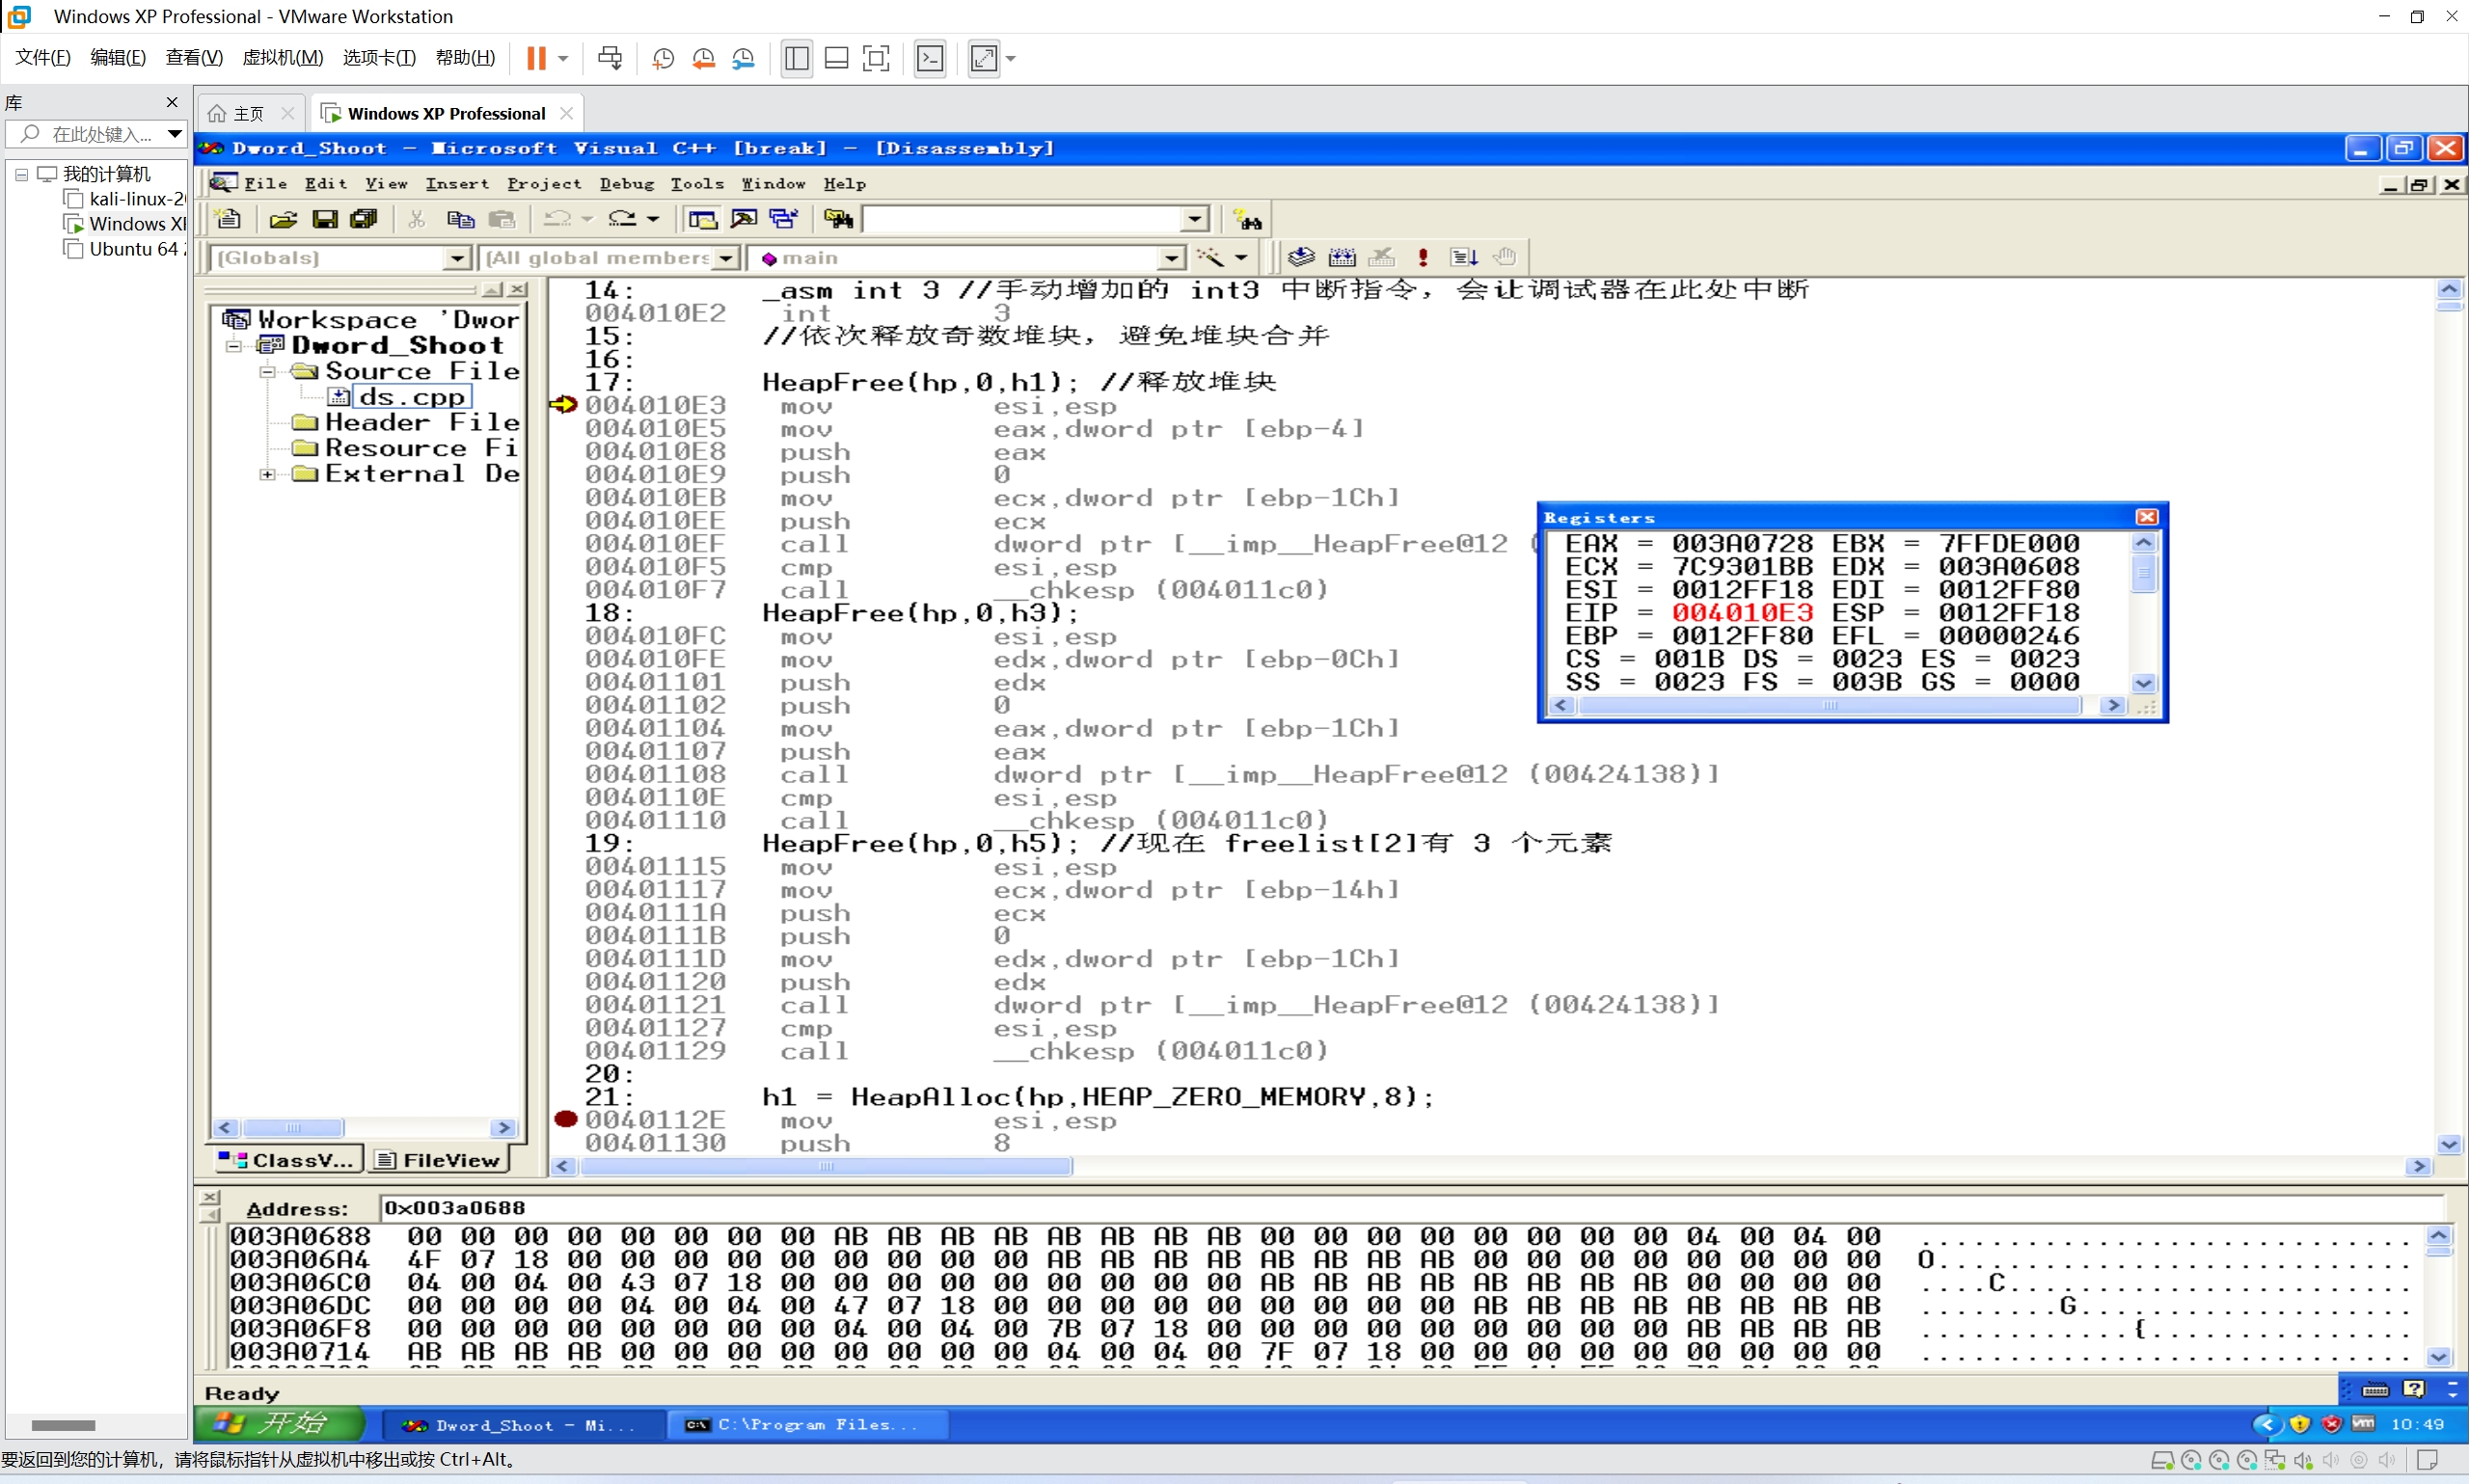 Windows XP Professional - VMware Workstation
文件(F) 编辑(E) 查看(V) 虚拟机(M) 选项卡(T) 帮助(H)
库
在此处键入...
我的计算机
kali-linux-2
Windows XP
Ubuntu 64
主页 Windows XP Professional
Dword_Shoot - Microsoft Visual C++ [break] - [Disassembly]
File Edit View Insert Project Debug Tools Window Help
(Globals) (All global members main
Workspace 'Dwor
Dword_Shoot
Source File
ds.cpp
Header File
Resource Fi
External De
ClassV... FileView
14: _asm int 3 //手动增加的 int3 中断指令，会让调试器在此处中断
004010E2 int 3
15: //依次释放奇数堆块，避免堆块合并
16:
17: HeapFree(hp,0,h1); //释放堆块
004010E3 mov esi,esp
004010E5 mov eax,dword ptr [ebp-4]
004010E8 push eax
004010E9 push 0
004010EB mov ecx,dword ptr [ebp-1Ch]
004010EE push ecx
004010EF call dword ptr [__imp__HeapFree@12 (
004010F5 cmp esi,esp
004010F7 call __chkesp (004011c0)
18: HeapFree(hp,0,h3);
004010FC mov esi,esp
004010FE mov edx,dword ptr [ebp-0Ch]
00401101 push edx
00401102 push 0
00401104 mov eax,dword ptr [ebp-1Ch]
00401107 push eax
00401108 call dword ptr [__imp__HeapFree@12 (00424138)]
0040110E cmp esi,esp
00401110 call __chkesp (004011c0)
19: HeapFree(hp,0,h5); //现在 freelist[2]有 3 个元素
00401115 mov esi,esp
00401117 mov ecx,dword ptr [ebp-14h]
0040111A push ecx
0040111B push 0
0040111D mov edx,dword ptr [ebp-1Ch]
00401120 push edx
00401121 call dword ptr [__imp__HeapFree@12 (00424138)]
00401127 cmp esi,esp
00401129 call __chkesp (004011c0)
20:
21: h1 = HeapAlloc(hp,HEAP_ZERO_MEMORY,8);
0040112E mov esi,esp
00401130 push 8
Registers
EAX = 003A0728 EBX = 7FFDE000
ECX = 7C9301BB EDX = 003A0608
ESI = 0012FF18 EDI = 0012FF80
EIP = 004010E3 ESP = 0012FF18
EBP = 0012FF80 EFL = 00000246
CS = 001B DS = 0023 ES = 0023
SS = 0023 FS = 003B GS = 0000
Address: 0x003a0688
003A0688 00 00 00 00 00 00 00 00 AB AB AB AB AB AB AB AB 00 00 00 00 00 00 00 00 04 00 04 00 ............................
003A06A4 4F 07 18 00 00 00 00 00 00 00 00 00 AB AB AB AB AB AB AB AB 00 00 00 00 00 00 00 00 O...........................
003A06C0 04 00 04 00 43 07 18 00 00 00 00 00 00 00 00 00 AB AB AB AB AB AB AB AB 00 00 00 00 ....C.......................
003A06DC 00 00 00 00 04 00 04 00 47 07 18 00 00 00 00 00 00 00 00 00 AB AB AB AB AB AB AB AB ........G...................
003A06F8 00 00 00 00 00 00 00 00 04 00 04 00 7B 07 18 00 00 00 00 00 00 00 00 00 AB AB AB AB ............{...............
003A0714 AB AB AB AB 00 00 00 00 00 00 00 00 04 00 04 00 7F 07 18 00 00 00 00 00 00 00 00 00 ............................
Ready
开始 Dword_Shoot - Mi... C:\Program Files... 10:49
要返回到您的计算机，请将鼠标指针从虚拟机中移出或按 Ctrl+Alt。